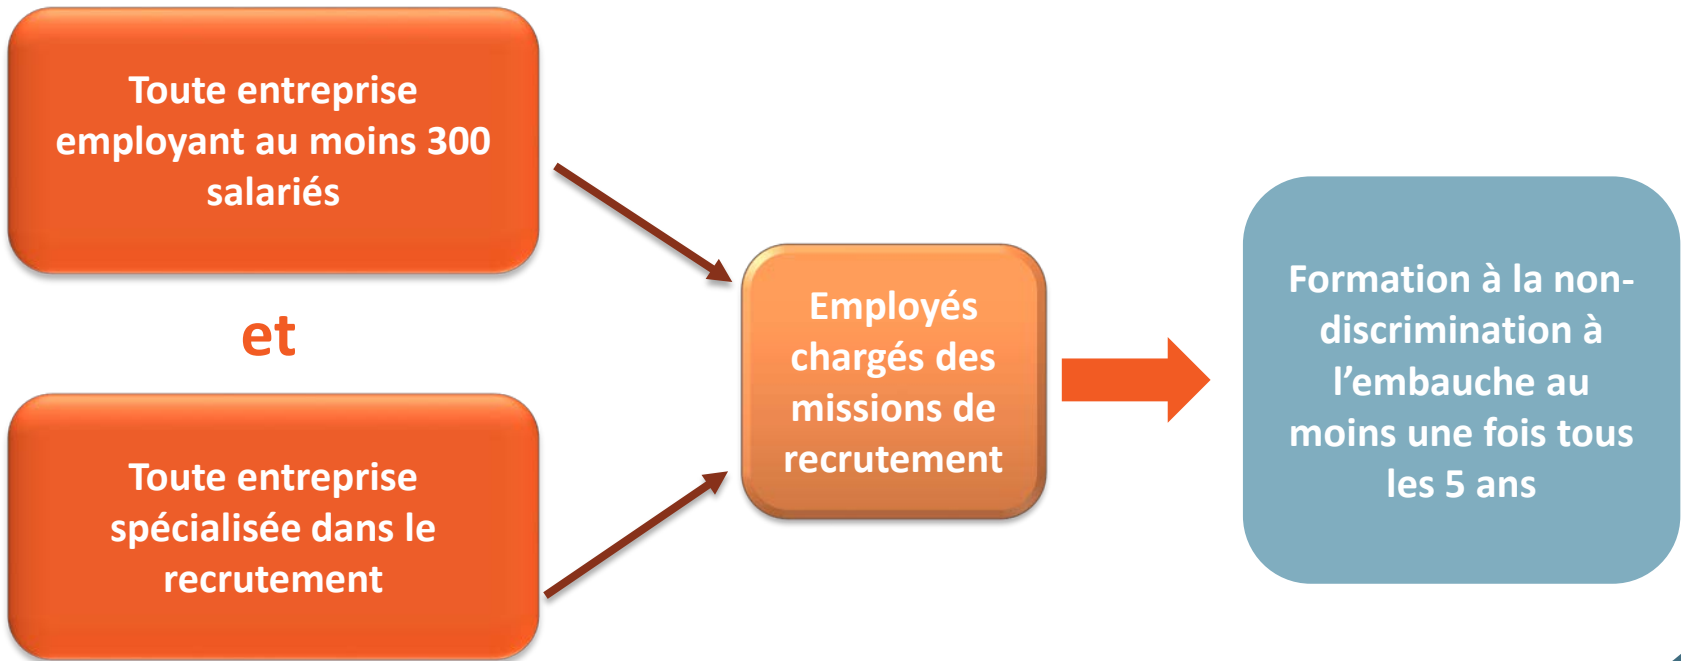 Toute entreprise
employant au moins 300
salariés
et
Toute entreprise
spécialisée dans le
recrutement
Employés
chargés des
missions de
recrutement
Formation à la non-
discrimination à
l’embauche au
moins une fois tous
les 5 ans